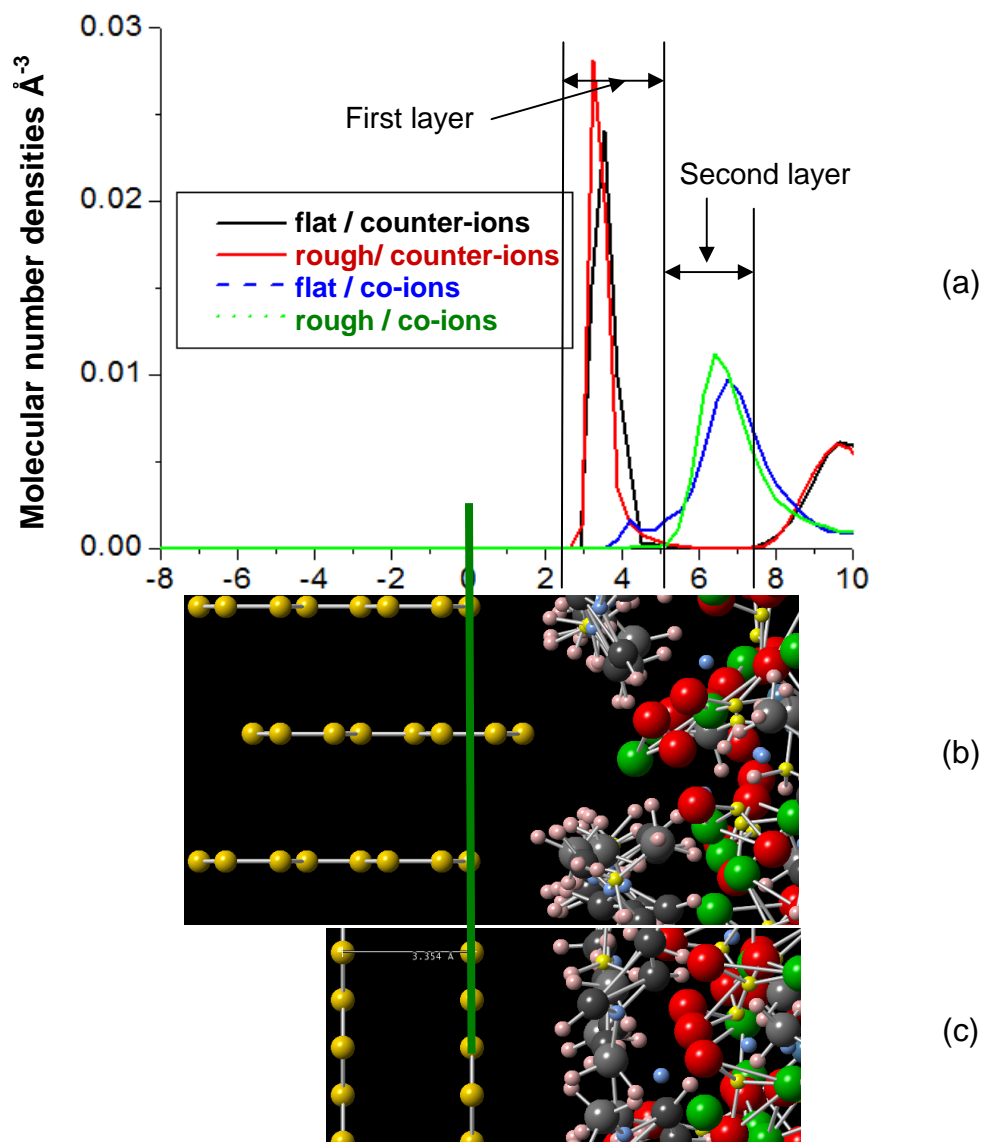 Molecular number densities Å-3
0.03
0.02
0.01
0.00
First layer
Second layer
flat / counter-ions
rough/ counter-ions
flat / co-ions
rough / co-ions
(a)
-8 -6 -4 -2 0 2 4 6 8 10
(b)
3.354 A
(c)